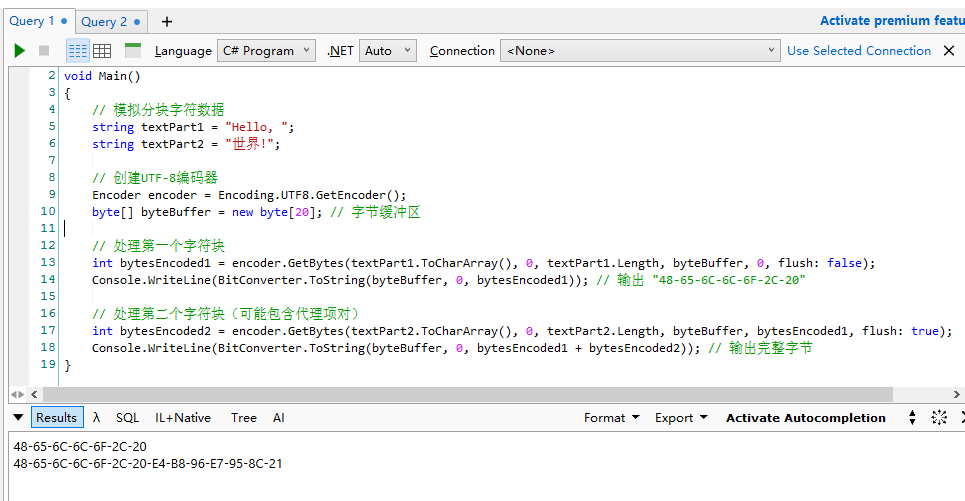 Query 1 Query 2 + Activate premium featu
Language C# Program .NET Auto Connection <None> Use Selected Connection
2 void Main()
3 {
4 // 模拟分块字符数据
5 string textPart1 = "Hello, ";
6 string textPart2 = "世界!";
7
8 // 创建UTF-8编码器
9 Encoder encoder = Encoding.UTF8.GetEncoder();
10 byte[] byteBuffer = new byte[20]; // 字节缓冲区
11
12 // 处理第一个字符块
13 int bytesEncoded1 = encoder.GetBytes(textPart1.ToCharArray(), 0, textPart1.Length, byteBuffer, 0, flush: false);
14 Console.WriteLine(BitConverter.ToString(byteBuffer, 0, bytesEncoded1)); // 输出 "48-65-6C-6C-6F-2C-20"
15
16 // 处理第二个字符块（可能包含代理项对）
17 int bytesEncoded2 = encoder.GetBytes(textPart2.ToCharArray(), 0, textPart2.Length, byteBuffer, bytesEncoded1, flush: true);
18 Console.WriteLine(BitConverter.ToString(byteBuffer, 0, bytesEncoded1 + bytesEncoded2)); // 输出完整字节
19 }
Results λ SQL IL+Native Tree AI Format Export Activate Autocompletion
48-65-6C-6C-6F-2C-20
48-65-6C-6C-6F-2C-20-E4-B8-96-E7-95-8C-21